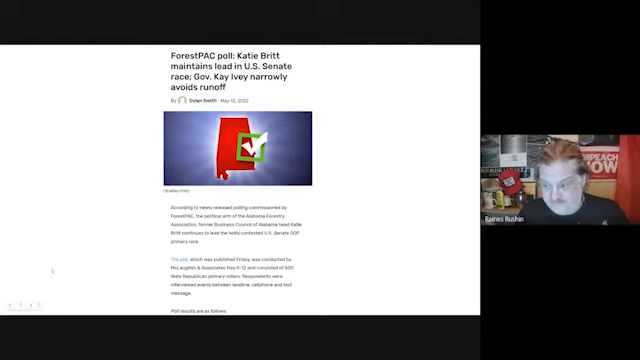 ForestPAC poll: Katie Britt
maintains lead in U.S. Senate
race; Gov. Kay Ivey narrowly
avoids runoff
By Dylan Smith May 13, 2022
According to newly released polling commissioned by
ForestPAC, the political arm of the Alabama Forestry
Association, former Business Council of Alabama head Katie
Britt continues to lead the hotly contested U.S. Senate GOP
primary race.
The poll, which was published Friday, was conducted by
McLaughlin & Associates May 9-12 and consisted of 500
likely Republican primary voters. Respondents were
interviewed evenly between landline, cellphone and text
message.
Poll results are as follows:
IMPEACH
NOW
Raines Rushin